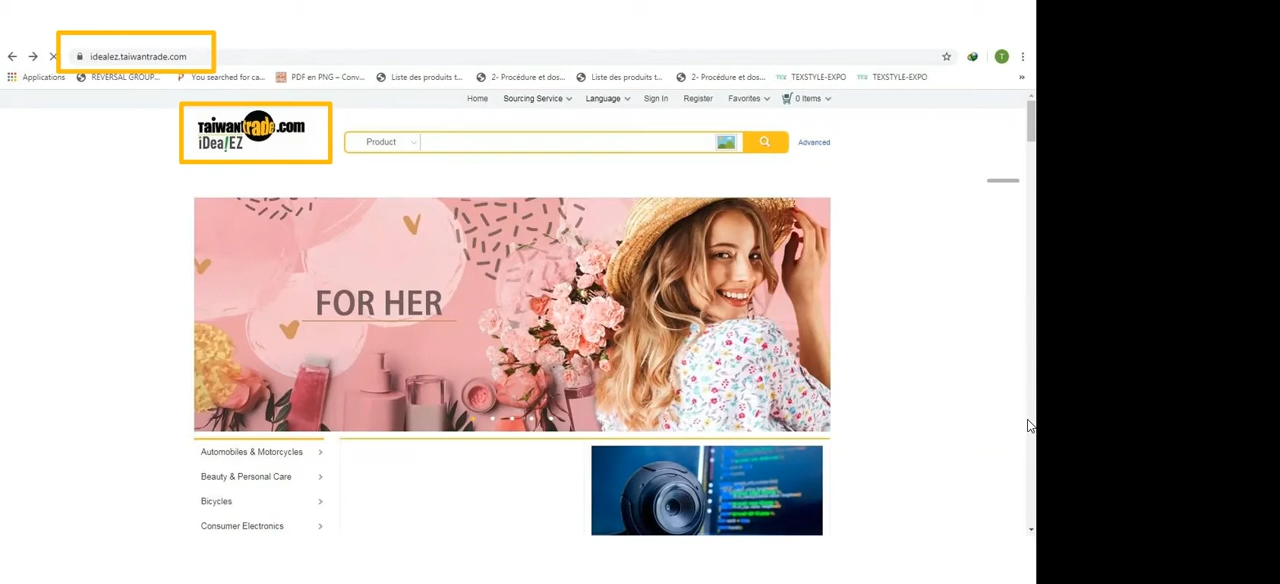 idealez.taiwantrade.com
Applications REVERSAL GROUP... You searched for ca... PDF en PNG – Conv... Liste des produits t... 2- Procédure et dos... Liste des produits t... 2- Procédure et dos... TEXSTYLE-EXPO TEXSTYLE-EXPO »
Home Sourcing Service Language Sign In Register Favorites 0 Items
Taiwantrade.com
iDealEZ
Product
Advanced
FOR HER
Automobiles & Motorcycles
Beauty & Personal Care
Bicycles
Consumer Electronics